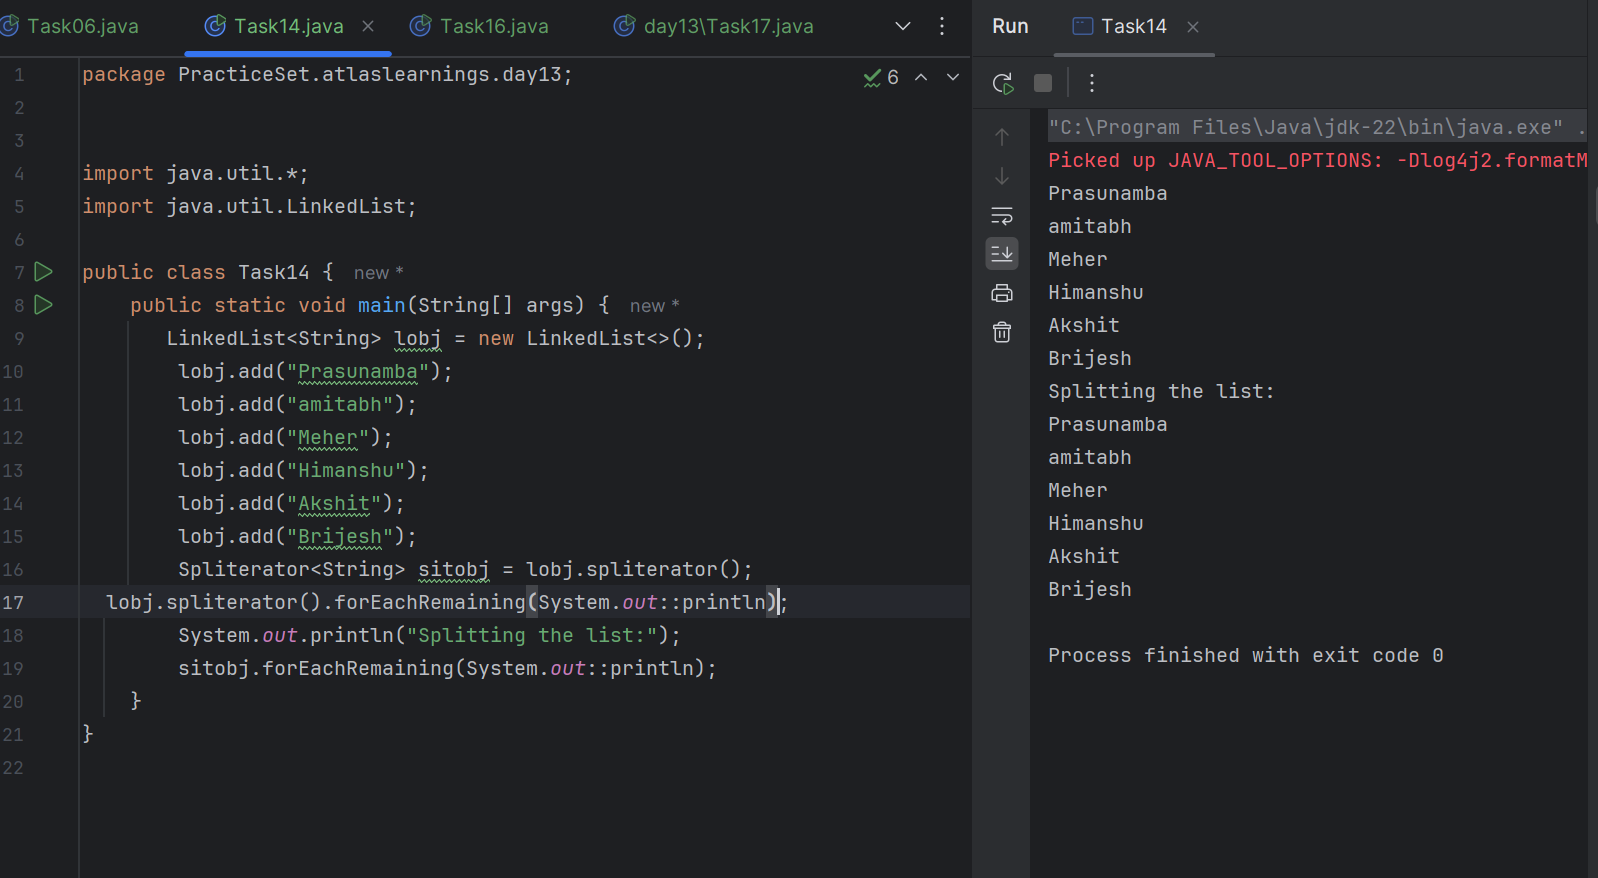 Task06.java Task14.java Task16.java day13\Task17.java
1 package PracticeSet.atlaslearnings.day13; 6
2
3
4 import java.util.*;
5 import java.util.LinkedList;
6
7 public class Task14 { new *
8 public static void main(String[] args) { new *
9 LinkedList<String> lobj = new LinkedList<>();
10 lobj.add("Prasunamba");
11 lobj.add("amitabh");
12 lobj.add("Meher");
13 lobj.add("Himanshu");
14 lobj.add("Akshit");
15 lobj.add("Brijesh");
16 Spliterator<String> sitobj = lobj.spliterator();
17 lobj.spliterator().forEachRemaining(System.out::println);
18 System.out.println("Splitting the list:");
19 sitobj.forEachRemaining(System.out::println);
20 }
21 }
22
Run Task14
"C:\Program Files\Java\jdk-22\bin\java.exe" .
Picked up JAVA_TOOL_OPTIONS: -Dlog4j2.formatM
Prasunamba
amitabh
Meher
Himanshu
Akshit
Brijesh
Splitting the list:
Prasunamba
amitabh
Meher
Himanshu
Akshit
Brijesh
Process finished with exit code 0